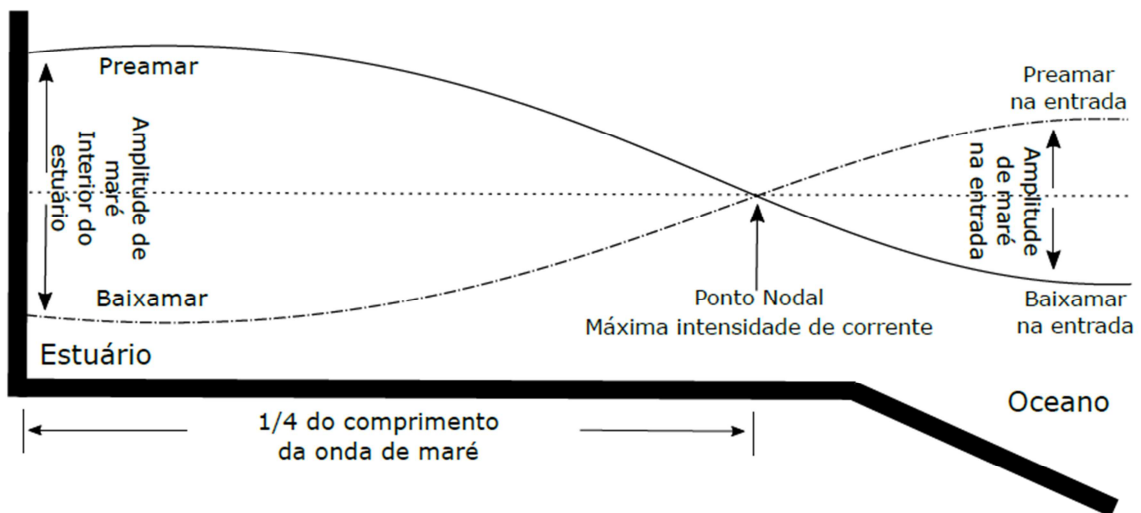 Preamar
Amplitude de
maré
Interior do
estuário
Baixamar
Estuário
1/4 do comprimento
da onda de maré
Ponto Nodal
Máxima intensidade de corrente
Preamar
na entrada
Amplitude
de maré
na entrada
Baixamar
na entrada
Oceano